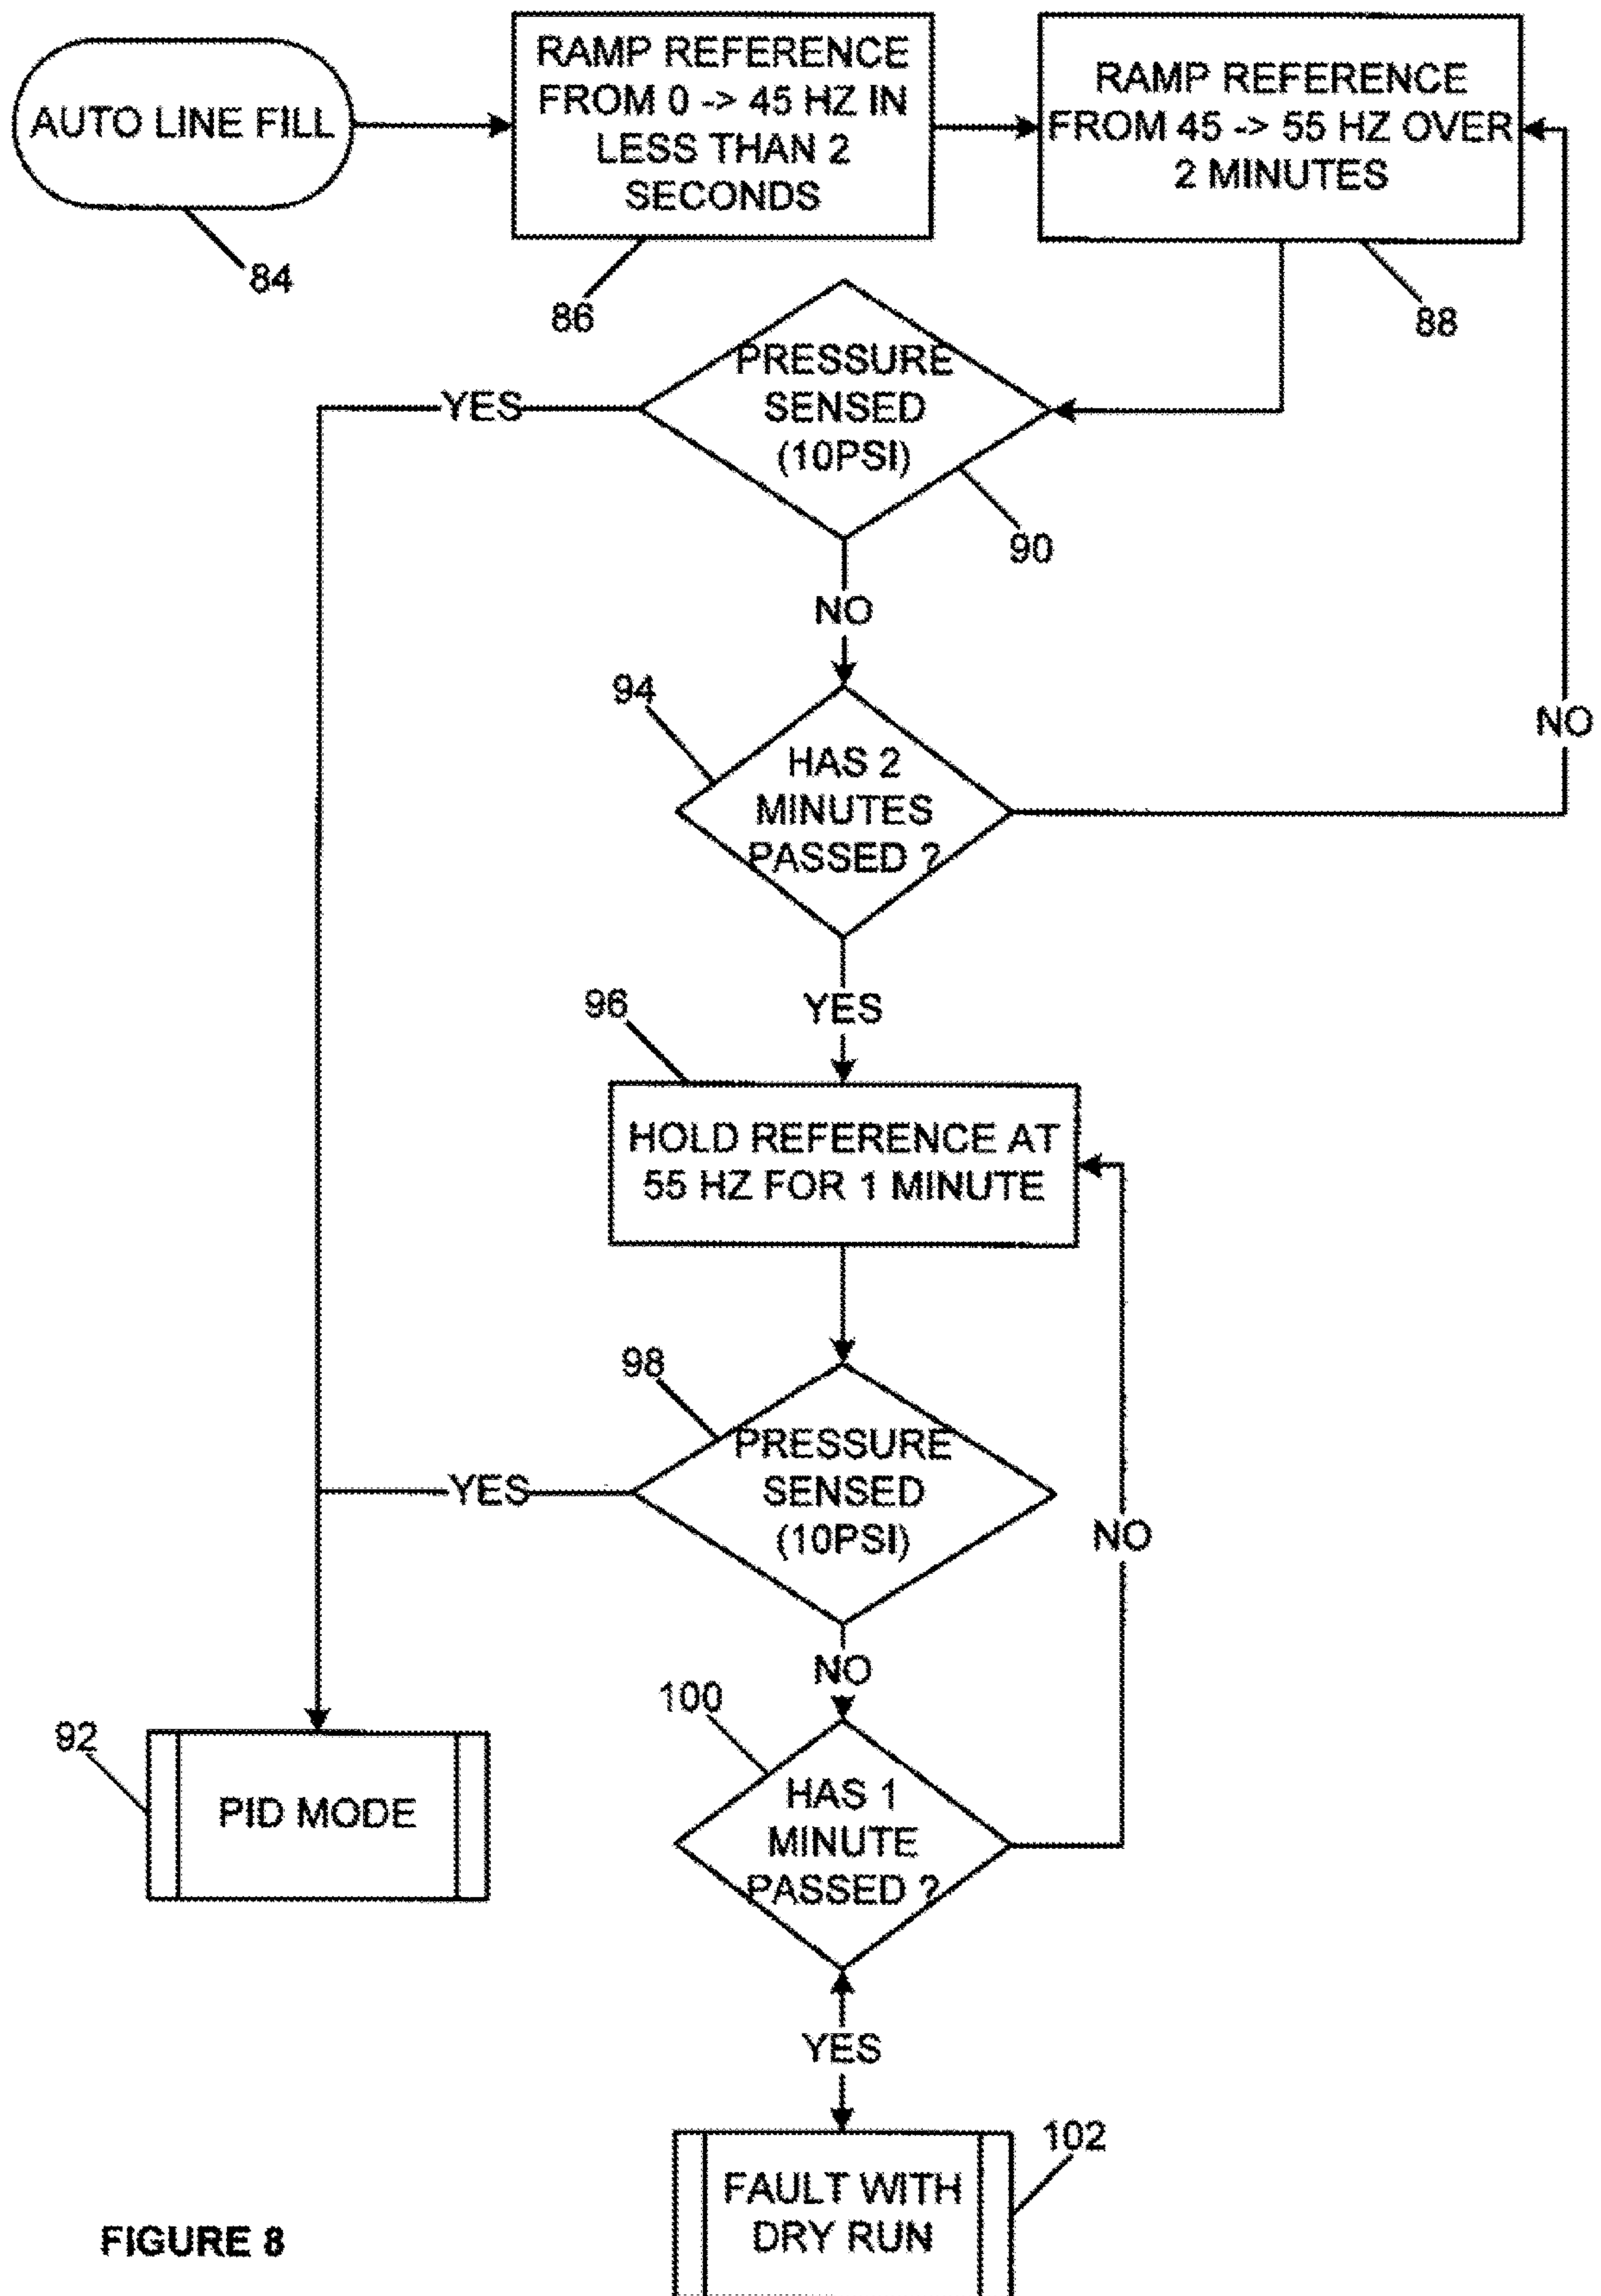 AUTO LINE FILL
84
RAMP REFERENCE
FROM 0 -> 45 HZ IN
LESS THAN 2
SECONDS
86
RAMP REFERENCE
FROM 45 -> 55 HZ OVER
2 MINUTES
88
PRESSURE
SENSED
(10PSI)
90
YES
NO
94
HAS 2
MINUTES
PASSED ?
NO
YES
96
HOLD REFERENCE AT
55 HZ FOR 1 MINUTE
98
PRESSURE
SENSED
(10PSI)
YES
NO
NO
100
HAS 1
MINUTE
PASSED ?
92
PID MODE
YES
102
FAULT WITH
DRY RUN
FIGURE 8